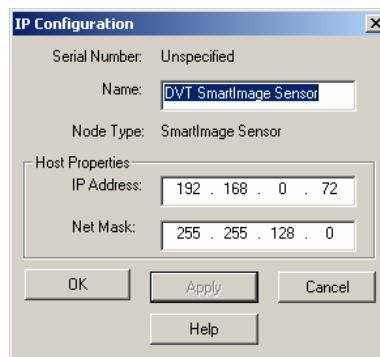 IP Configuration
Serial Number: Unspecified
Name: DVT SmartImage Sensor
Node Type: SmartImage Sensor
Host Properties
IP Address: 192 . 168 . 0 . 72
Net Mask: 255 . 255 . 128 . 0
OK Apply Cancel
Help